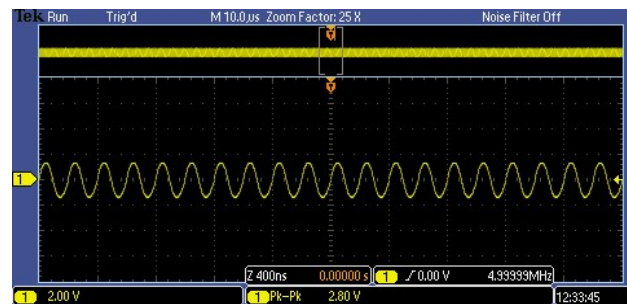 Tek Run Trig'd M 10.0µs Zoom Factor: 25 X Noise Filter Off
T
T
1
Z 400ns 0.00000 s 1 0.00 V 4.99999MHz
1 2.00 V 1 Pk-Pk 2.80 V 12:33:45